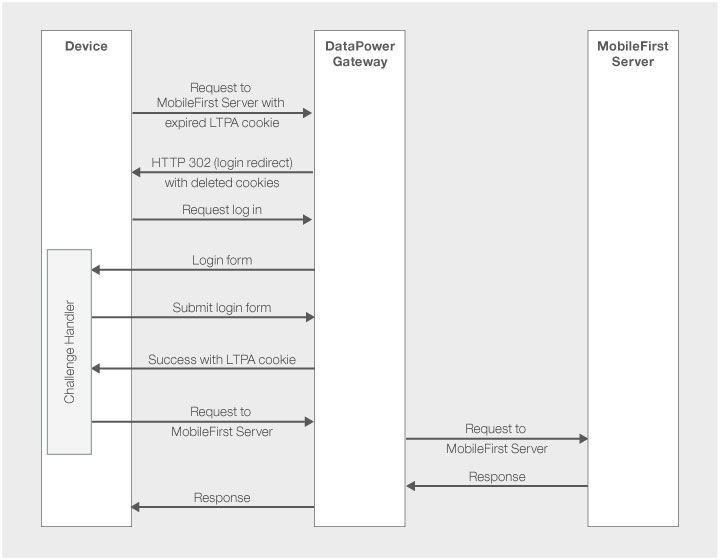 Device
DataPower
Gateway
MobileFirst
Server
Request to
MobileFirst Server with
expired LTPA cookie
HTTP 302 (login redirect)
with deleted cookies
Request log in
Login form
Submit login form
Success with LTPA cookie
Challenge Handler
Request to
MobileFirst Server
Request to
MobileFirst Server
Response
Response